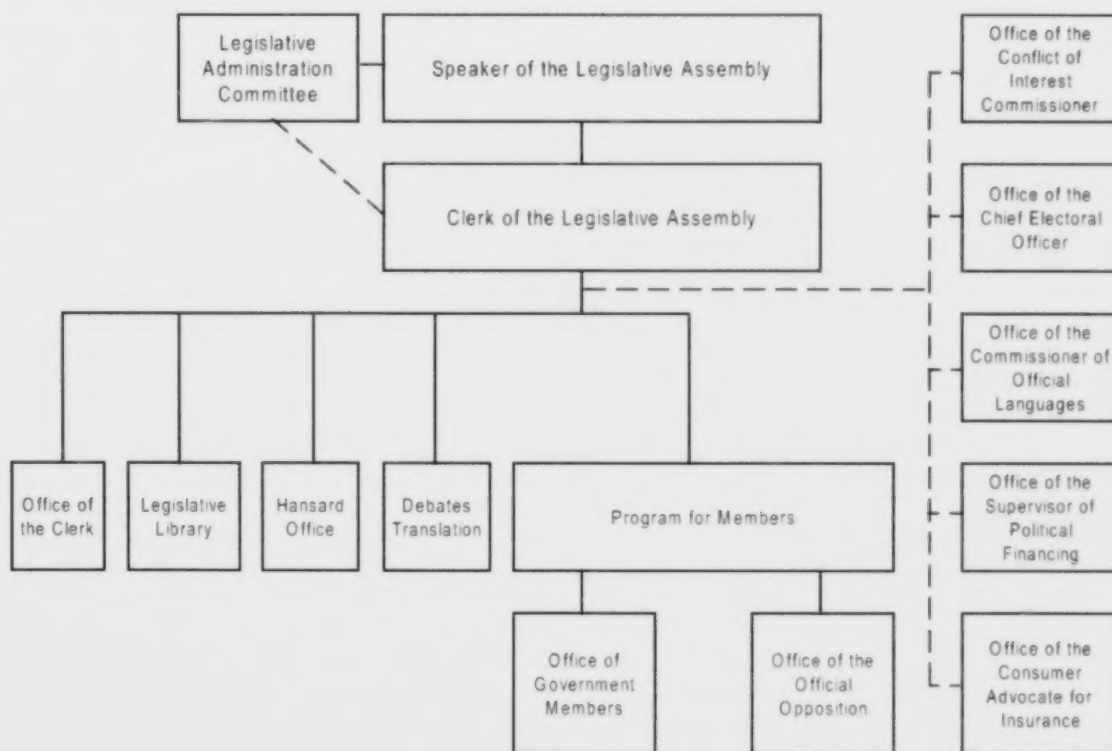 Legislative
Administration
Committee
Speaker of the Legislative Assembly
Office of the
Conflict of
Interest
Commissioner
Clerk of the Legislative Assembly
Office of the
Chief Electoral
Officer
Office of the
Commissioner of
Official
Languages
Office of
the Clerk
Legislative
Library
Hansard
Office
Debates
Translation
Program for Members
Office of the
Supervisor of
Political
Financing
Office of
Government
Members
Office of the
Official
Opposition
Office of the
Consumer
Advocate for
Insurance